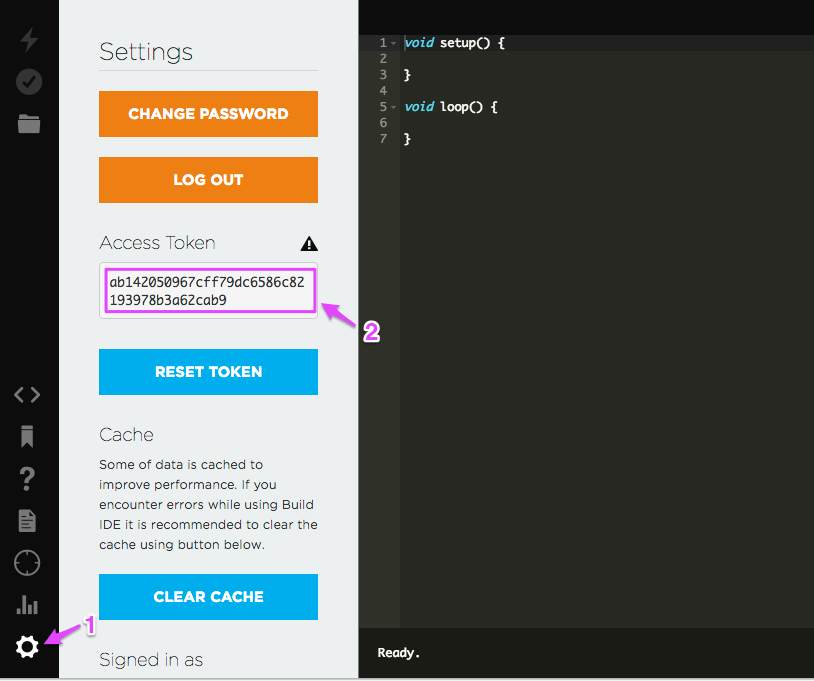 Settings
CHANGE PASSWORD
LOG OUT
Access Token
ab142050967cff79dc6586c82
193978b3a62cab9
2
RESET TOKEN
Cache
Some of data is cached to
improve performance. If you
encounter errors while using Build
IDE it is recommended to clear the
cache using button below.
CLEAR CACHE
1
Signed in as
1 void setup() {
2
3 }
4
5 void loop() {
6
7 }
Ready.